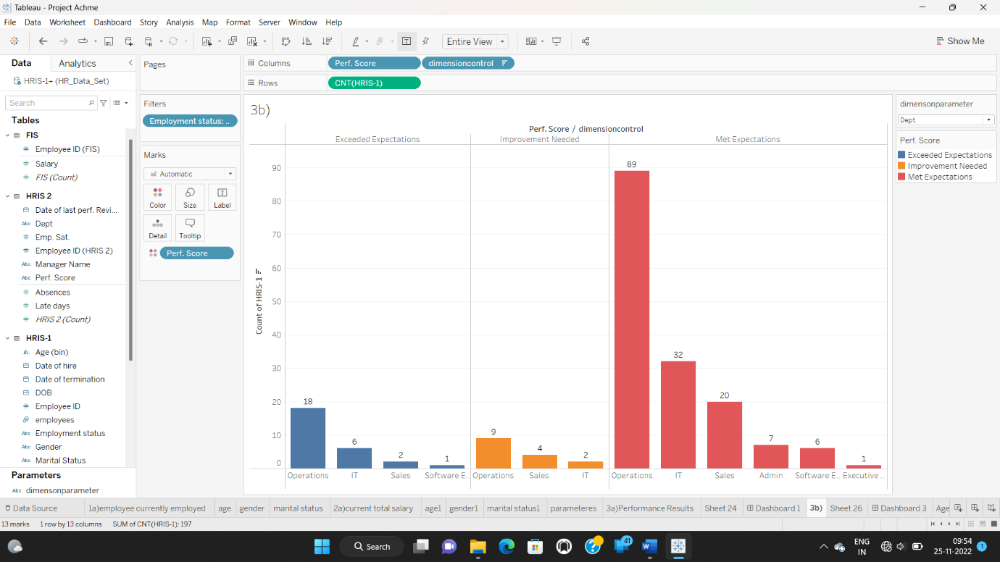 Tableau - Project Achme
File Data Worksheet Dashboard Story Analysis Map Format Server Window Help
Entire View
Show Me
Data Analytics
HRIS-1+ (HR_Data_Set)
Search
Tables
FIS
Employee ID (FIS)
Salary
FIS (Count)
HRIS 2
Date of last perf. Revi...
Abc Dept
Emp. Sat.
Employee ID (HRIS 2)
Abc Manager Name
Abc Perf. Score
Absences
Late days
HRIS 2 (Count)
HRIS-1
Age (bin)
Date of hire
Date of termination
DOB
Employee ID
employees
Abc Employment status
Abc Gender
Abc Marital Status
Parameters
Abc dimensonparameter
Pages
Filters
Employment status: ..
Marks
Automatic
Color Size Label
Detail Tooltip
Perf. Score
Columns Perf. Score dimensioncontrol
Rows CNT(HRIS-1)
3b)
Perf. Score / dimensioncontrol
Exceeded Expectations Improvement Needed Met Expectations
Count of HRIS-1
90
80
70
60
50
40
30
20
10
0
18 6 2 1 9 4 2 89 32 20 7 6 1
Operations IT Sales Software E.. Operations Sales IT Operations IT Sales Admin Software E.. Executive ..
dimensonparameter
Dept
Perf. Score
Exceeded Expectations
Improvement Needed
Met Expectations
Data Source 1a)employee currently employed age gender marital status 2a)current total salary age1 gender1 marital status1 parameteres 3a)Performance Results Sheet 24 Dashboard 1 3b) Sheet 26 Dashboard 3 Age
13 marks 1 row by 13 columns SUM of CNT(HRIS-1): 197
Search
41
ENG
IN
09:54
25-11-2022
1